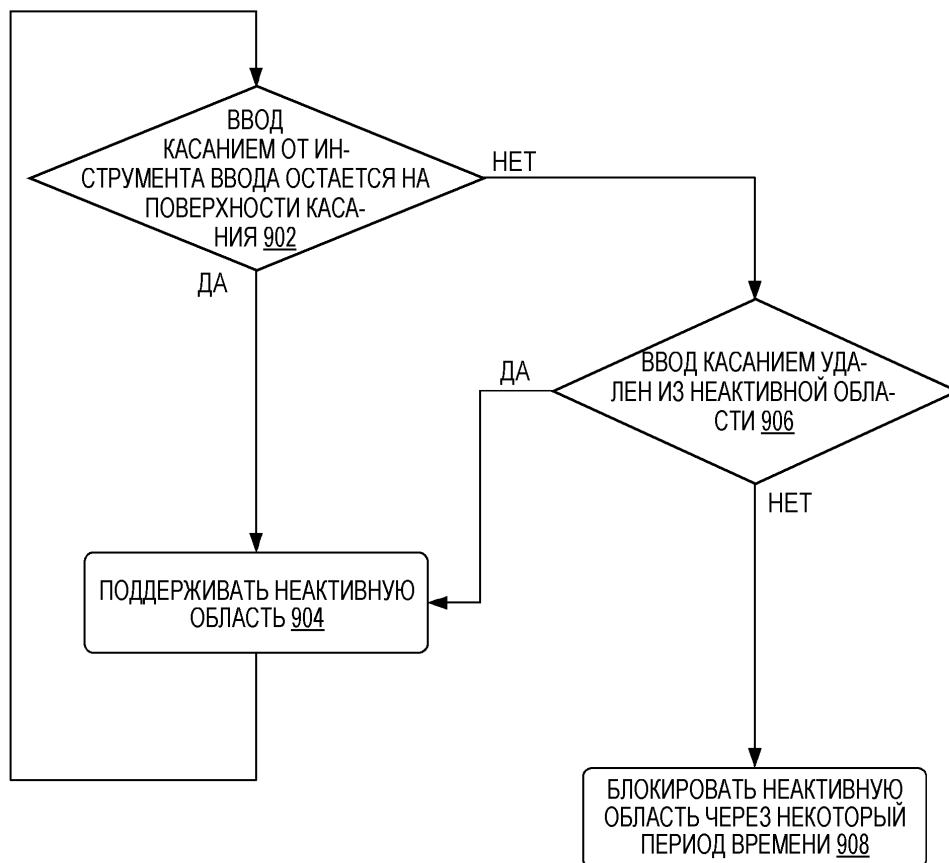 ВВОД
КАСАНИЕМ ОТ ИН-
СТРУМЕНТА ВВОДА ОСТАЕТСЯ НА
ПОВЕРХНОСТИ КАСА-
НИЯ 902
НЕТ
ДА
ВВОД КАСАНИЕМ УДА-
ЛЕН ИЗ НЕАКТИВНОЙ ОБЛА-
СТИ 906
ДА
НЕТ
ПОДДЕРЖИВАТЬ НЕАКТИВНУЮ
ОБЛАСТЬ 904
БЛОКИРОВАТЬ НЕАКТИВНУЮ
ОБЛАСТЬ ЧЕРЕЗ НЕКОТОРЫЙ
ПЕРИОД ВРЕМЕНИ 908